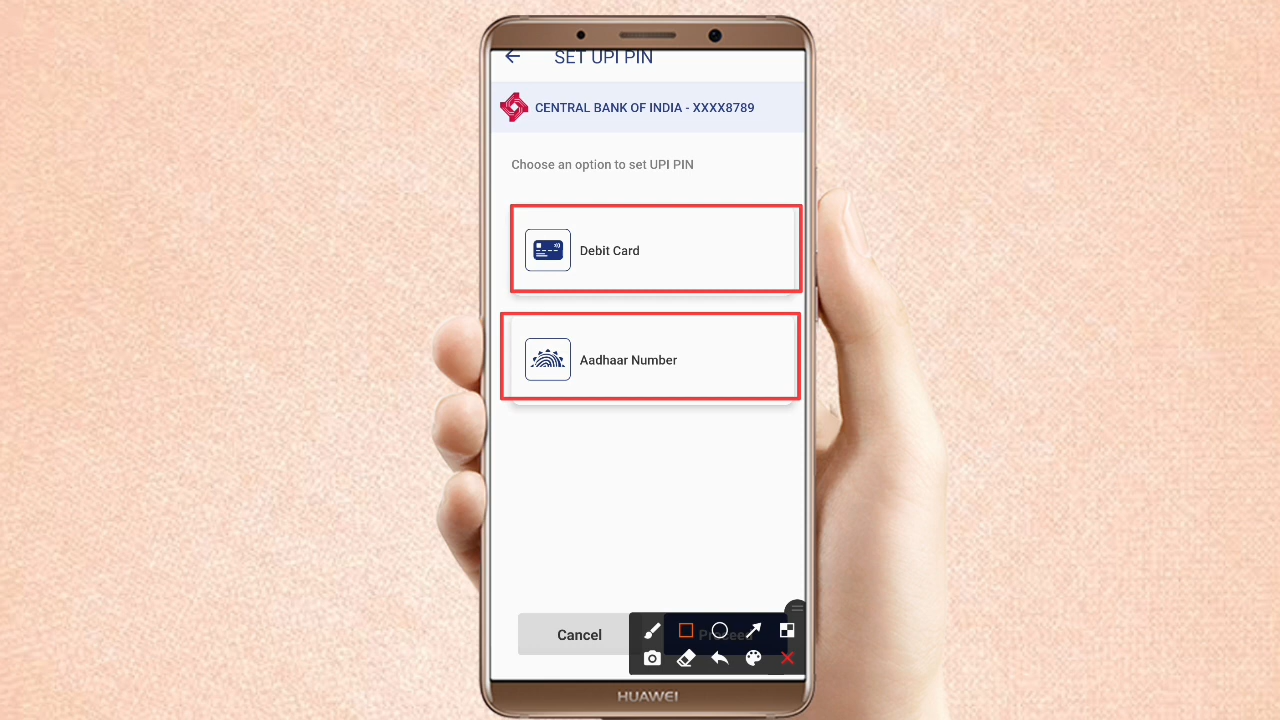 SET UPI PIN
CENTRAL BANK OF INDIA - XXXX8789
Choose an option to set UPI PIN
Debit Card
Aadhaar Number
Cancel
Proceed
HUAWEI